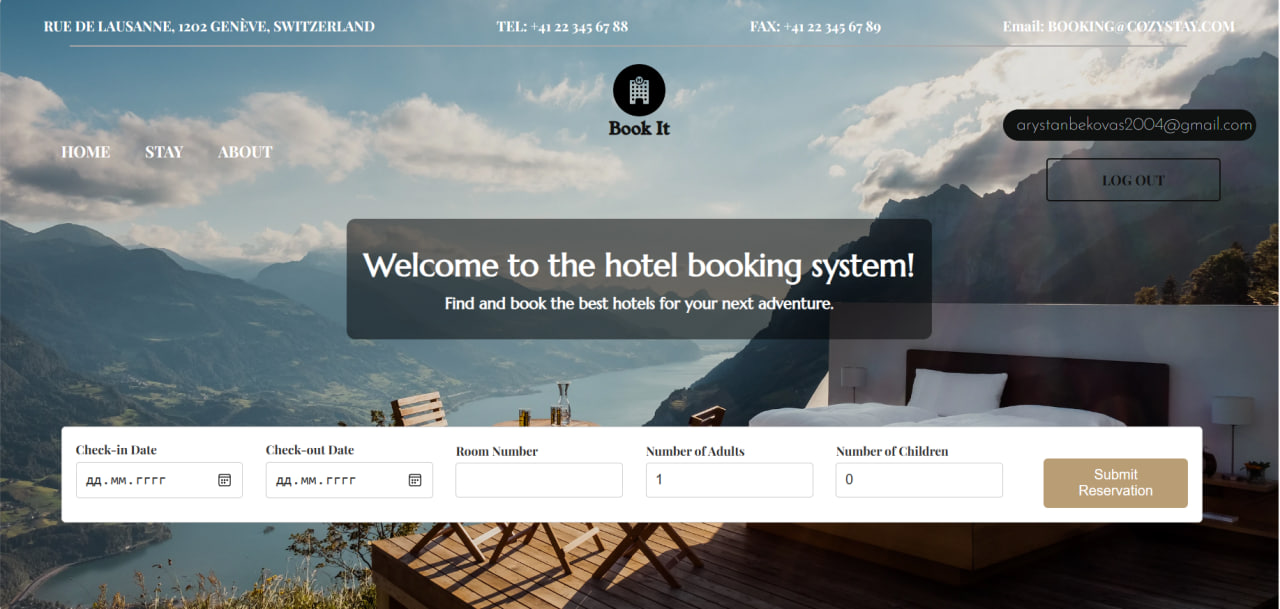 RUE DE LAUSANNE, 1202 GENÈVE, SWITZERLAND
TEL: +41 22 345 67 88
FAX: +41 22 345 67 89
Email: BOOKING@COZYSTAY.COM
Book It
arystanbekovas2004@gmail.com
HOME
STAY
ABOUT
LOG OUT
Welcome to the hotel booking system!
Find and book the best hotels for your next adventure.
Check-in Date
Check-out Date
Room Number
Number of Adults
Number of Children
дд.мм.гггг
дд.мм.гггг
1
0
Submit
Reservation